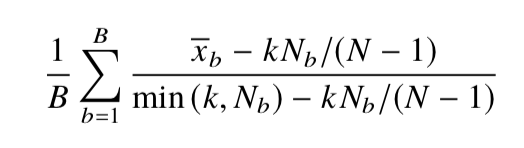 \frac{1}{B} \sum_{b=1}^{B} \frac{\overline{x}_b - kN_b/(N-1)}{\min(k, N_b) - kN_b/(N-1)}